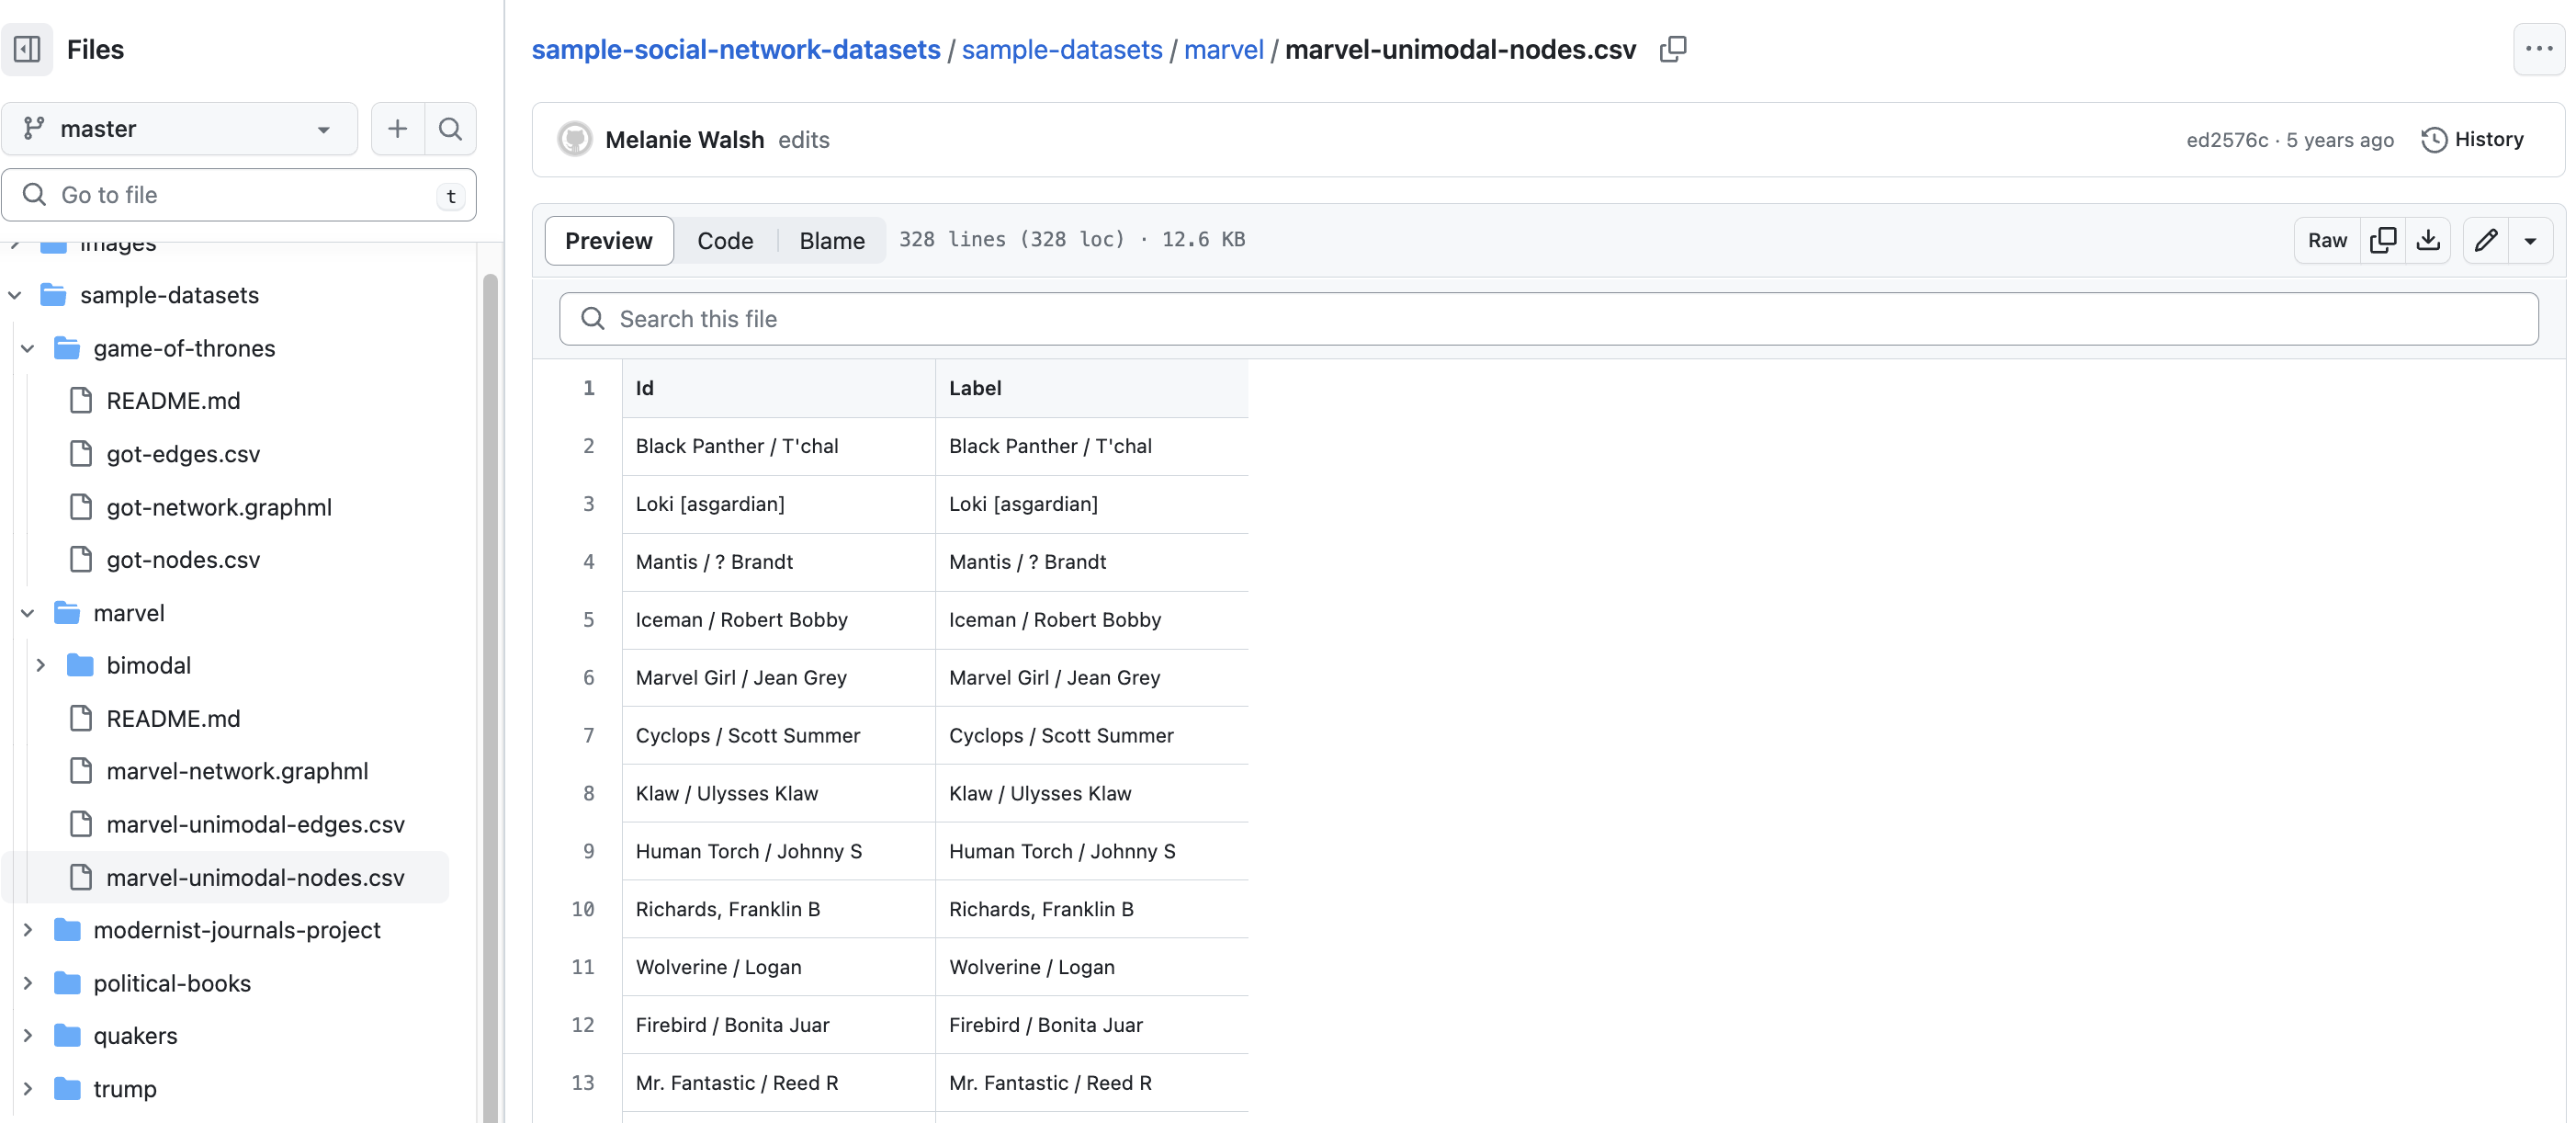 Files
master
Go to file
t
images
sample-datasets
game-of-thrones
README.md
got-edges.csv
got-network.graphml
got-nodes.csv
marvel
bimodal
README.md
marvel-network.graphml
marvel-unimodal-edges.csv
marvel-unimodal-nodes.csv
modernist-journals-project
political-books
quakers
trump
sample-social-network-datasets / sample-datasets / marvel / marvel-unimodal-nodes.csv
Melanie Walsh edits
ed2576c · 5 years ago History
Preview Code Blame 328 lines (328 loc) · 12.6 KB Raw
Search this file
1 Id Label
2 Black Panther / T'chal Black Panther / T'chal
3 Loki [asgardian] Loki [asgardian]
4 Mantis / ? Brandt Mantis / ? Brandt
5 Iceman / Robert Bobby Iceman / Robert Bobby
6 Marvel Girl / Jean Grey Marvel Girl / Jean Grey
7 Cyclops / Scott Summer Cyclops / Scott Summer
8 Klaw / Ulysses Klaw Klaw / Ulysses Klaw
9 Human Torch / Johnny S Human Torch / Johnny S
10 Richards, Franklin B Richards, Franklin B
11 Wolverine / Logan Wolverine / Logan
12 Firebird / Bonita Juar Firebird / Bonita Juar
13 Mr. Fantastic / Reed R Mr. Fantastic / Reed R